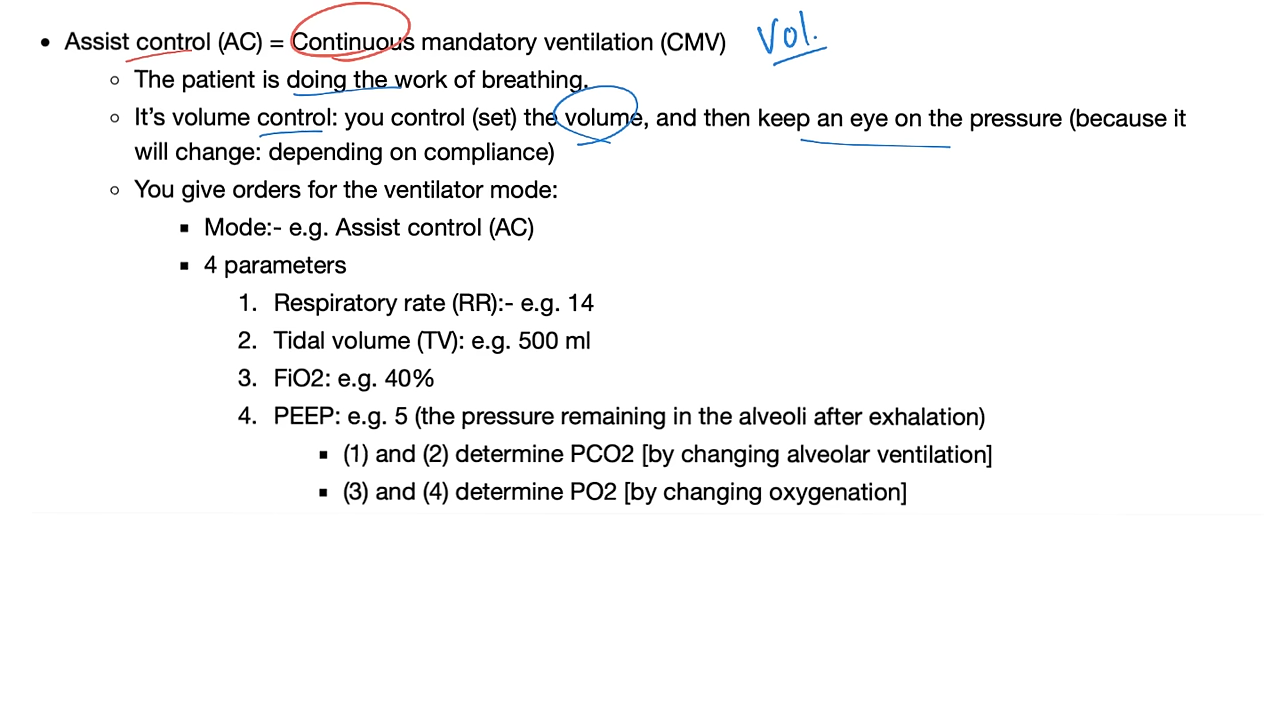 • Assist control (AC) = Continuous mandatory ventilation (CMV) Vol.
◦ The patient is doing the work of breathing.
◦ It's volume control: you control (set) the volume, and then keep an eye on the pressure (because it
will change: depending on compliance)
◦ You give orders for the ventilator mode:
▪ Mode:- e.g. Assist control (AC)
▪ 4 parameters
1. Respiratory rate (RR):- e.g. 14
2. Tidal volume (TV): e.g. 500 ml
3. FiO2: e.g. 40%
4. PEEP: e.g. 5 (the pressure remaining in the alveoli after exhalation)
▪ (1) and (2) determine PCO2 [by changing alveolar ventilation]
▪ (3) and (4) determine PO2 [by changing oxygenation]